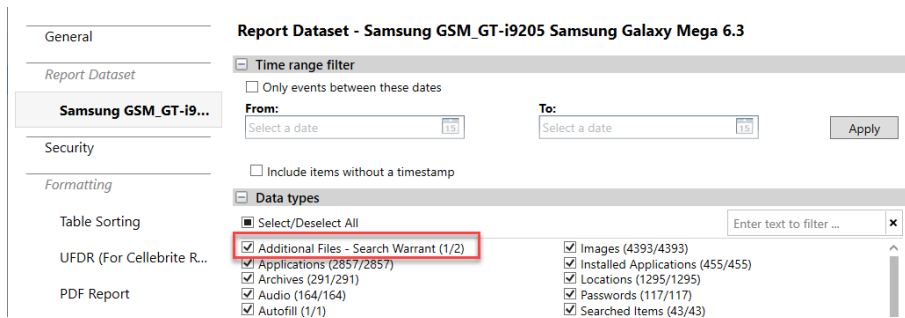 General
Report Dataset
Samsung GSM_GT-i9...
Security
Formatting
Table Sorting
UFDR (For Cellebrite R...
PDF Report
Report Dataset - Samsung GSM_GT-i9205 Samsung Galaxy Mega 6.3
Time range filter
Only events between these dates
From: To:
Select a date 15 Select a date 15 Apply
Include items without a timestamp
Data types
Select/Deselect All Enter text to filter ...
Additional Files - Search Warrant (1/2) Images (4393/4393)
Applications (2857/2857) Installed Applications (455/455)
Archives (291/291) Locations (1295/1295)
Audio (164/164) Passwords (117/117)
Autofill (1/1) Searched Items (43/43)